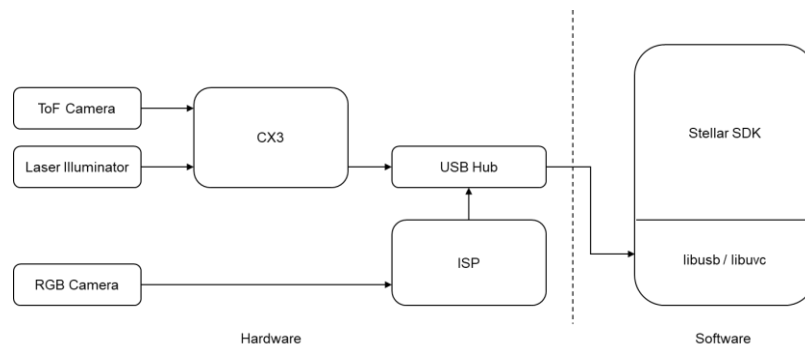 ToF Camera
CX3
Laser Illuminator
USB Hub
Stellar SDK
ISP
libusb / libuvc
RGB Camera
Hardware
Software